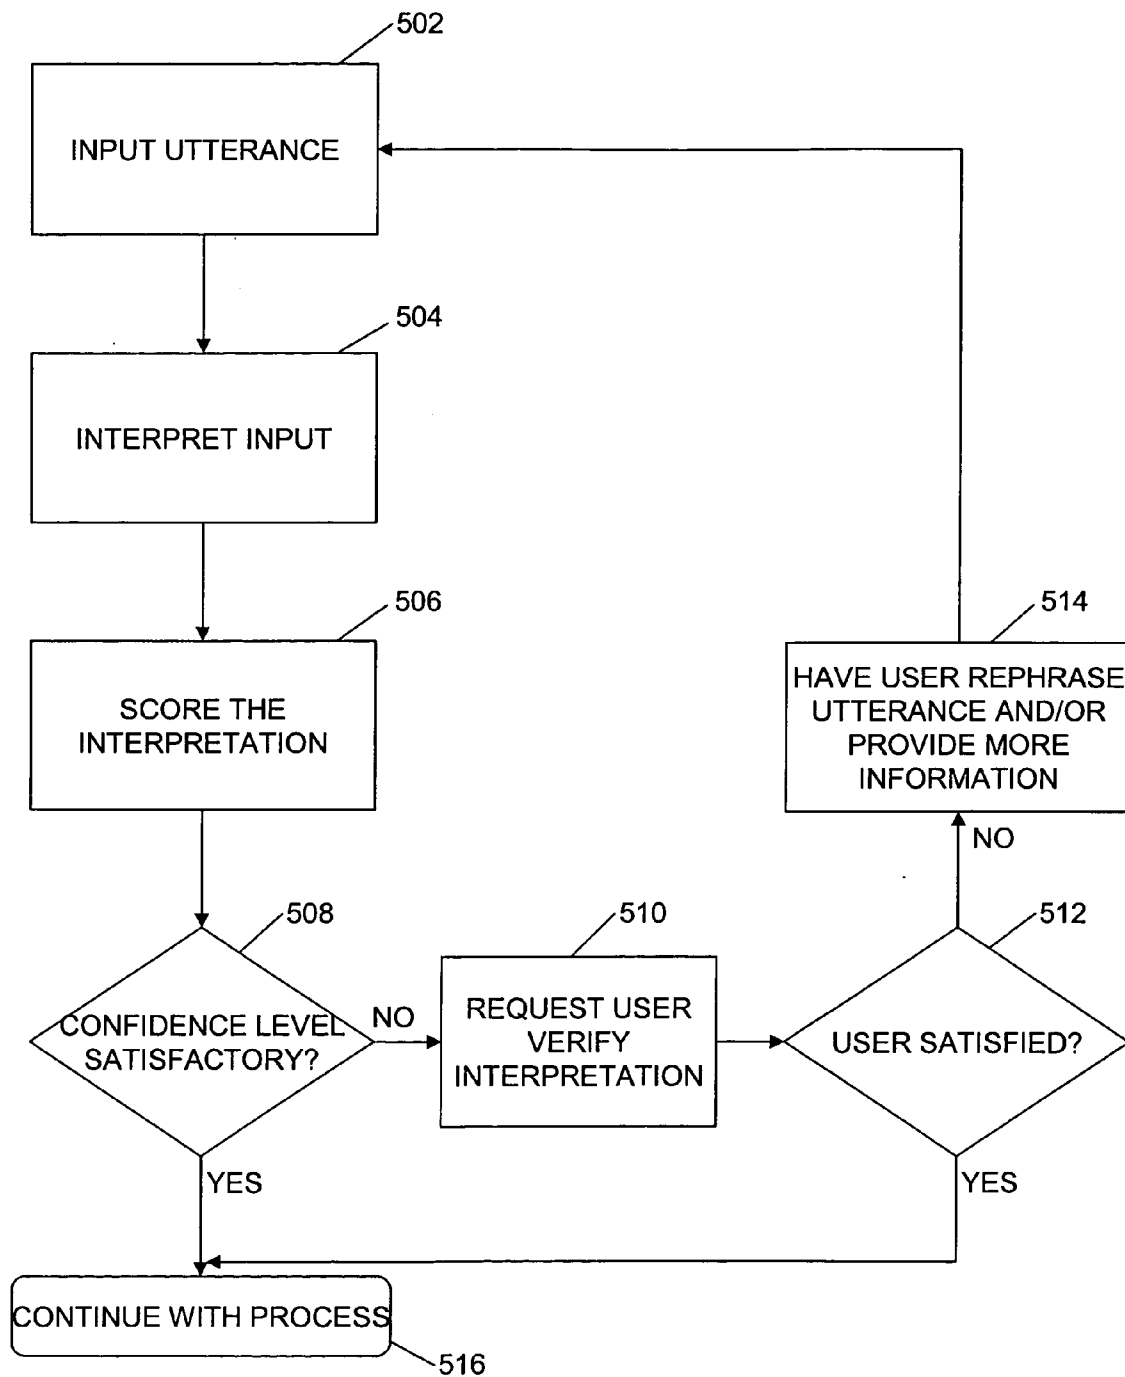 502
INPUT UTTERANCE
504
INTERPRET INPUT
506
SCORE THE
INTERPRETATION
514
HAVE USER REPHRASE
UTTERANCE AND/OR
PROVIDE MORE
INFORMATION
NO
508
CONFIDENCE LEVEL
SATISFACTORY?
NO
510
REQUEST USER
VERIFY
INTERPRETATION
512
USER SATISFIED?
YES
YES
CONTINUE WITH PROCESS
516